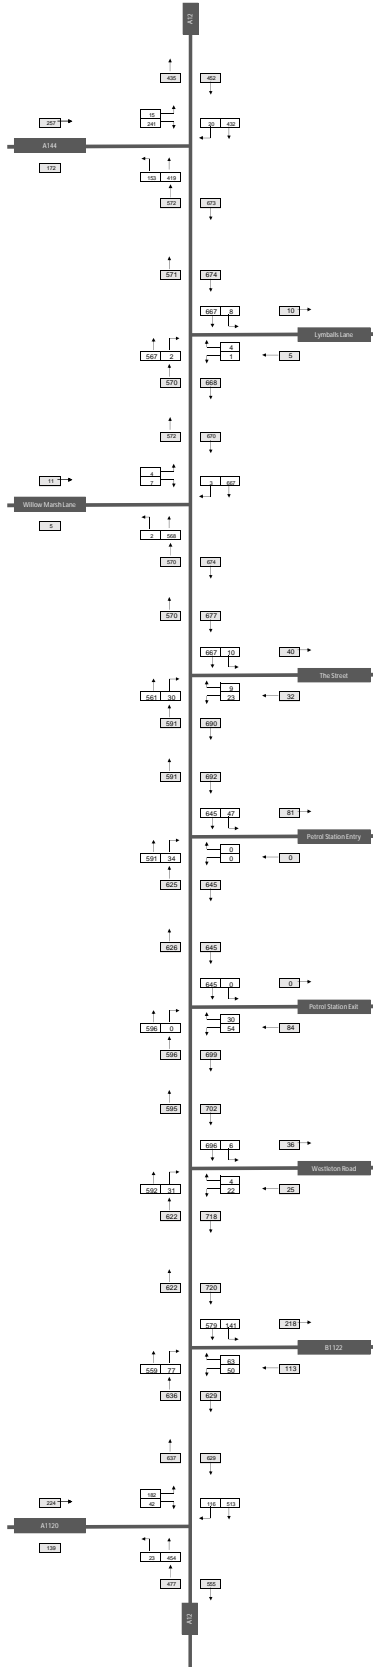 A12
435 452
15
257 241 20 432
A144
172 153 419
572 673
571 674
667 8 10
Lymballs Lane
4
567 2 1 5
570 668
572 670
4
11 7 3 667
Willow Marsh Lane
5 2 568
570 674
570 677
667 10 40
The Street
9
561 30 23 32
591 690
591 692
645 47 81
Petrol Station Entry
0
591 34 0 0
625 645
626 645
645 0 0
Petrol Station Exit
30
596 0 54 84
596 699
595 702
696 6 36
Westleton Road
4
592 31 22 25
622 718
622 720
579 141 218
B1122
63
559 77 50 113
636 629
637 629
182
224 42 116 513
A1120
139 23 454
477 555
A12